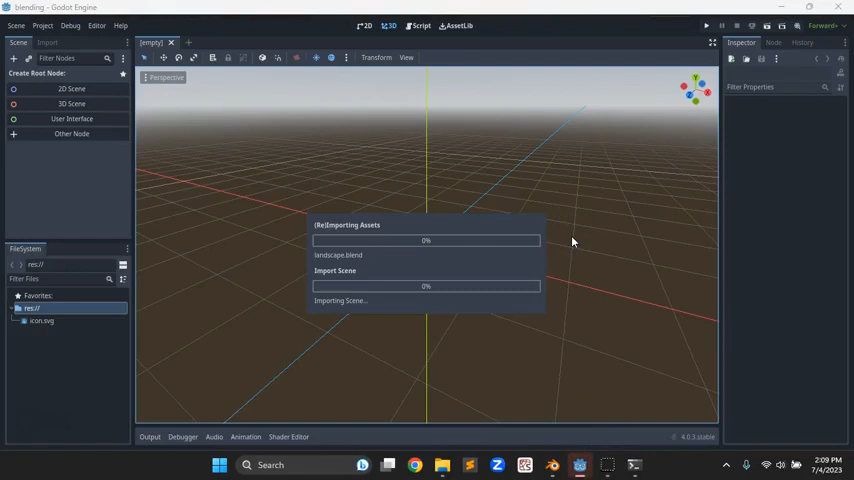 blending - Godot Engine
Scene Project Debug Editor Help
2D 3D Script AssetLib
Forward+
Scene Import
[empty]
Inspector Node History
Filter Nodes
Transform View
Create Root Node:
Perspective
Filter Properties
2D Scene
3D Scene
User Interface
Other Node
(Re)Importing Assets
0%
landscape.blend
Import Scene
0%
Importing Scene...
FileSystem
res://
Filter Files
Favorites:
res://
icon.svg
Output Debugger Audio Animation Shader Editor
4.0.3.stable
Search
2:09 PM
7/4/2023